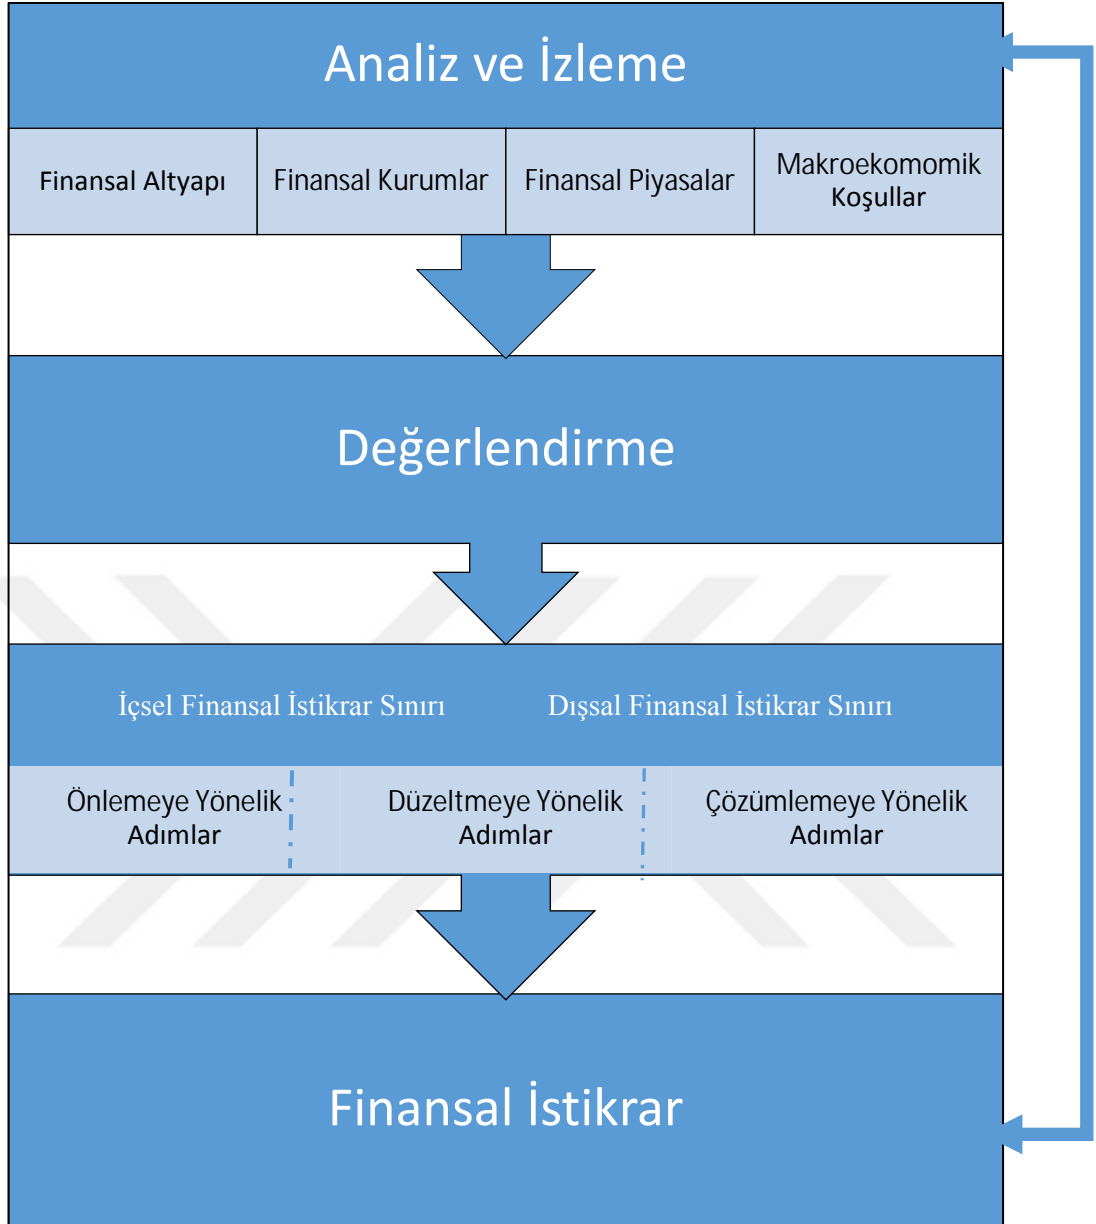 Analiz ve İzleme
Finansal Altyapı
Finansal Kurumlar
Finansal Piyasalar
Makroekomomik
Koşullar
Değerlendirme
İçsel Finansal İstikrar Sınırı
Dışsal Finansal İstikrar Sınırı
Önlemeye Yönelik
Adımlar
Düzeltmeye Yönelik
Adımlar
Çözümlemeye Yönelik
Adımlar
Finansal İstikrar